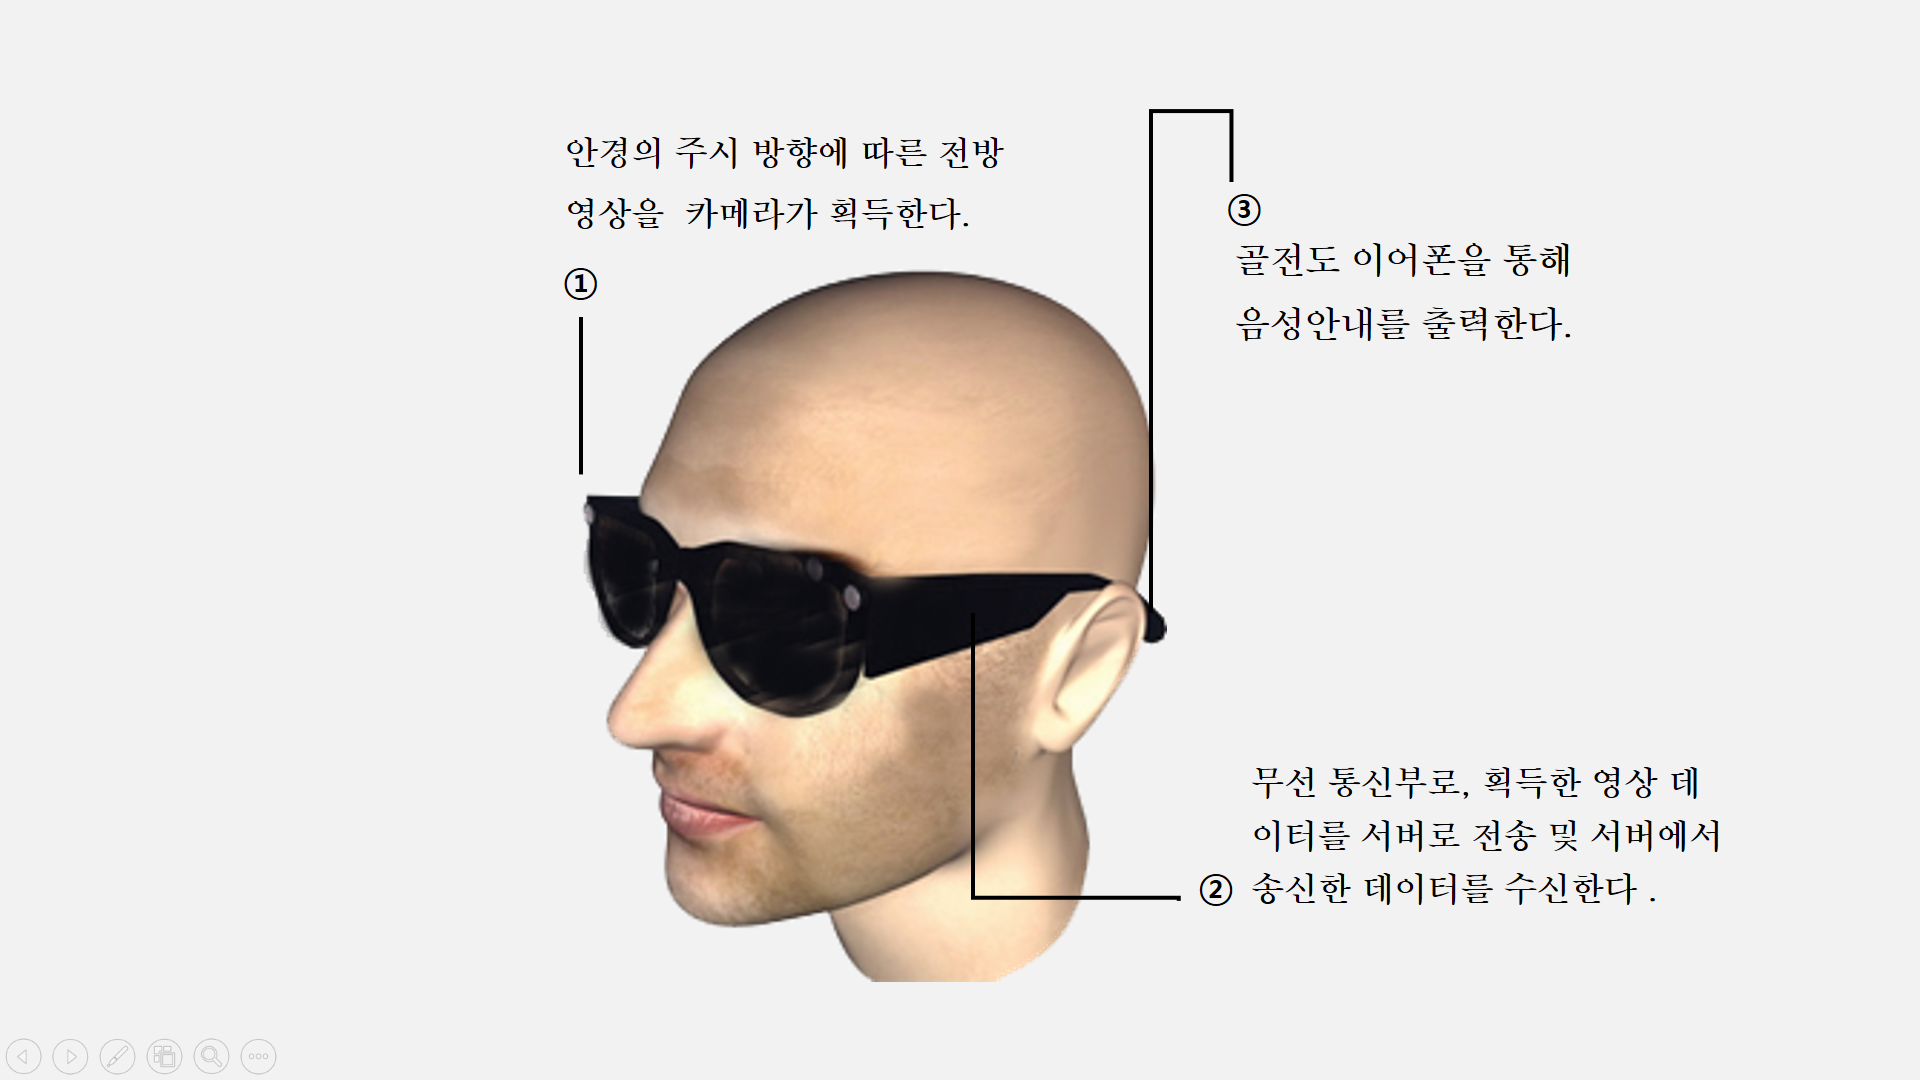 안경의 주시 방향에 따른 전방
영상을 카메라가 획득한다.
①
③
골전도 이어폰을 통해
음성안내를 출력한다.
무선 통신부로, 획득한 영상 데
이터를 서버로 전송 및 서버에서
② 송신한 데이터를 수신한다 .